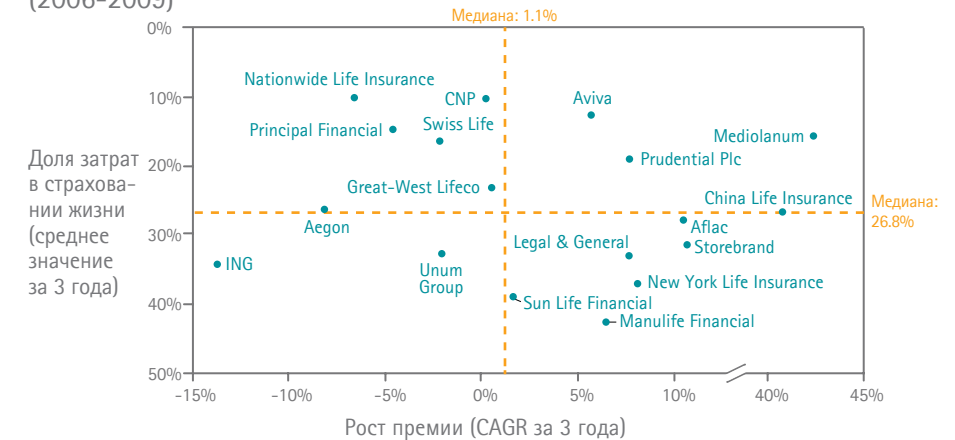 (2006-2009)
Медиана: 1.1%
0%
Nationwide Life Insurance
10%
CNP
Aviva
Principal Financial
Swiss Life
Mediolanum
Доля затрат
в страхова-
нии жизни
(среднее
значение
за 3 года)
20%
Prudential Plc
Great-West Lifeco
China Life Insurance
Медиана:
26.8%
Aegon
Aflac
30%
Legal & General
Storebrand
ING
Unum
Group
New York Life Insurance
40%
Sun Life Financial
Manulife Financial
50%
-15%
-10%
-5%
0%
5%
10%
40%
45%
Рост премии (CAGR за 3 года)